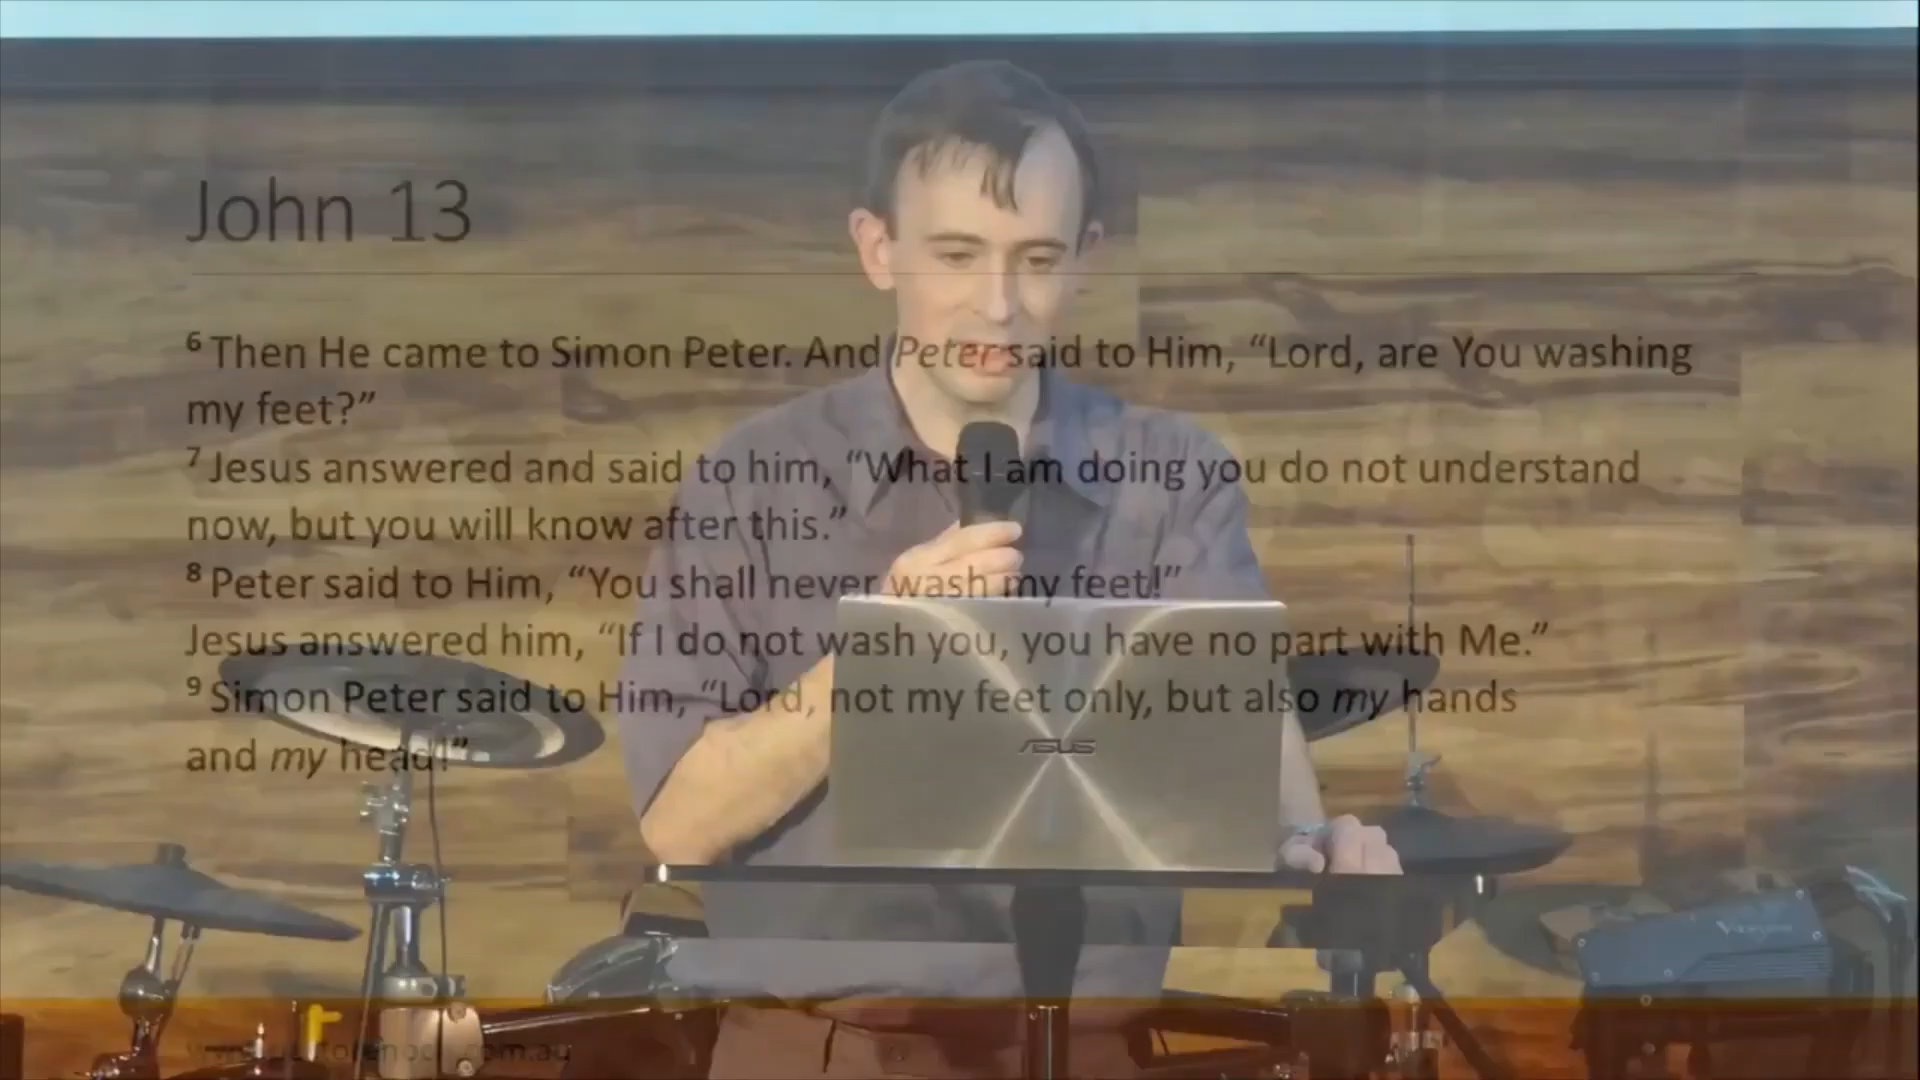 John 13
6 Then He came to Simon Peter. And Peter said to Him, “Lord, are You washing
my feet?”
7 Jesus answered and said to him, “What I am doing you do not understand
now, but you will know after this.”
8 Peter said to Him, “You shall never wash my feet!”
Jesus answered him, “If I do not wash you, you have no part with Me.”
9 Simon Peter said to Him, “Lord, not my feet only, but also my hands
and my head!”
ASUS